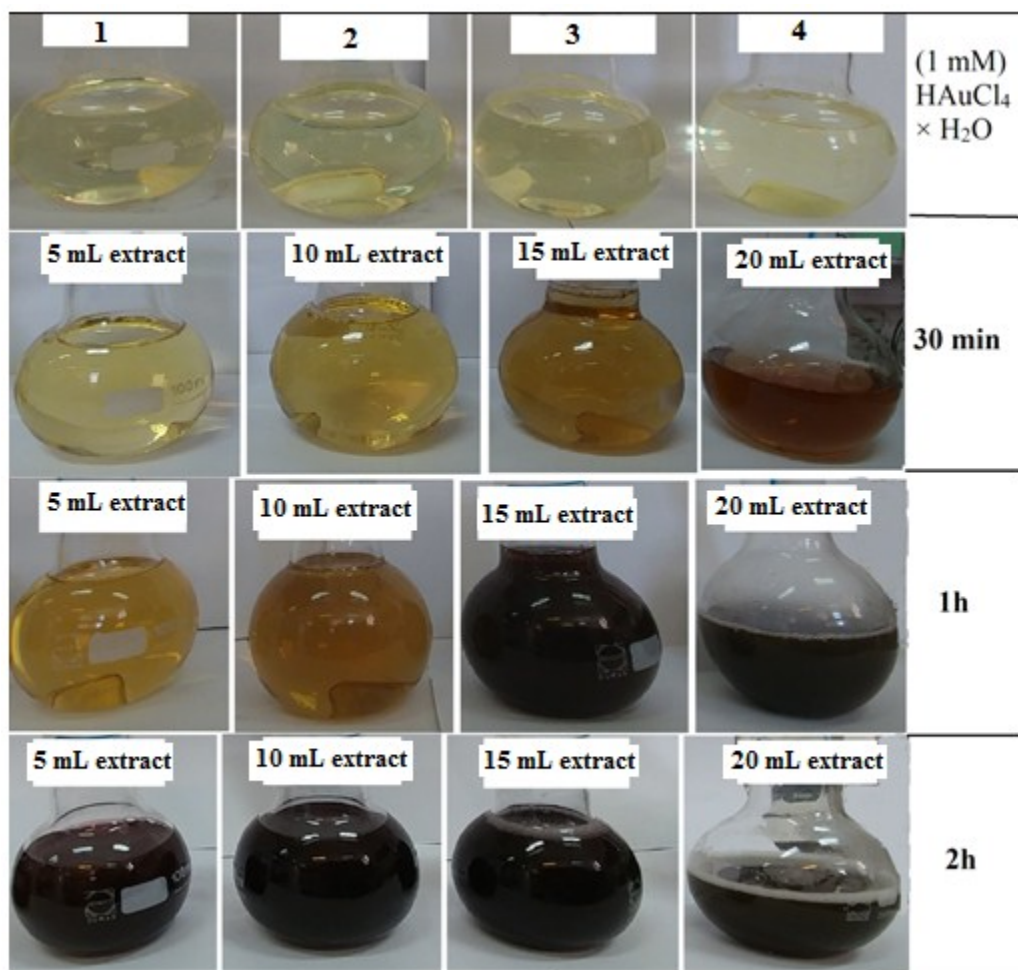 1
2
3
4
(1 mM)
HAuCl₄
× H₂O
5 mL extract
10 mL extract
15 mL extract
20 mL extract
30 min
5 mL extract
10 mL extract
15 mL extract
20 mL extract
1h
5 mL extract
10 mL extract
15 mL extract
20 mL extract
2h